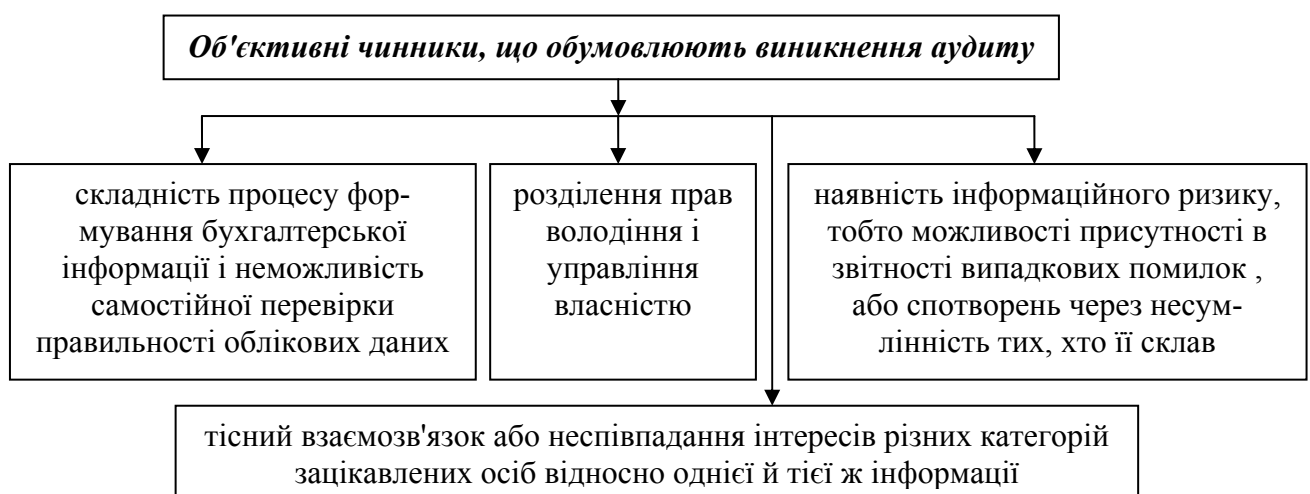 Об'єктивні чинники, що обумовлюють виникнення аудиту
складність процесу фор-
мування бухгалтерської
інформації і неможливість
самостійної перевірки
правильності облікових даних
розділення прав
володіння і
управління
власністю
наявність інформаційного ризику,
тобто можливості присутності в
звітності випадкових помилок ,
або спотворень через несум-
лінність тих, хто її склав
тісний взаємозв'язок або неспівпадання інтересів різних категорій
зацікавлених осіб відносно однієї й тієї ж інформації